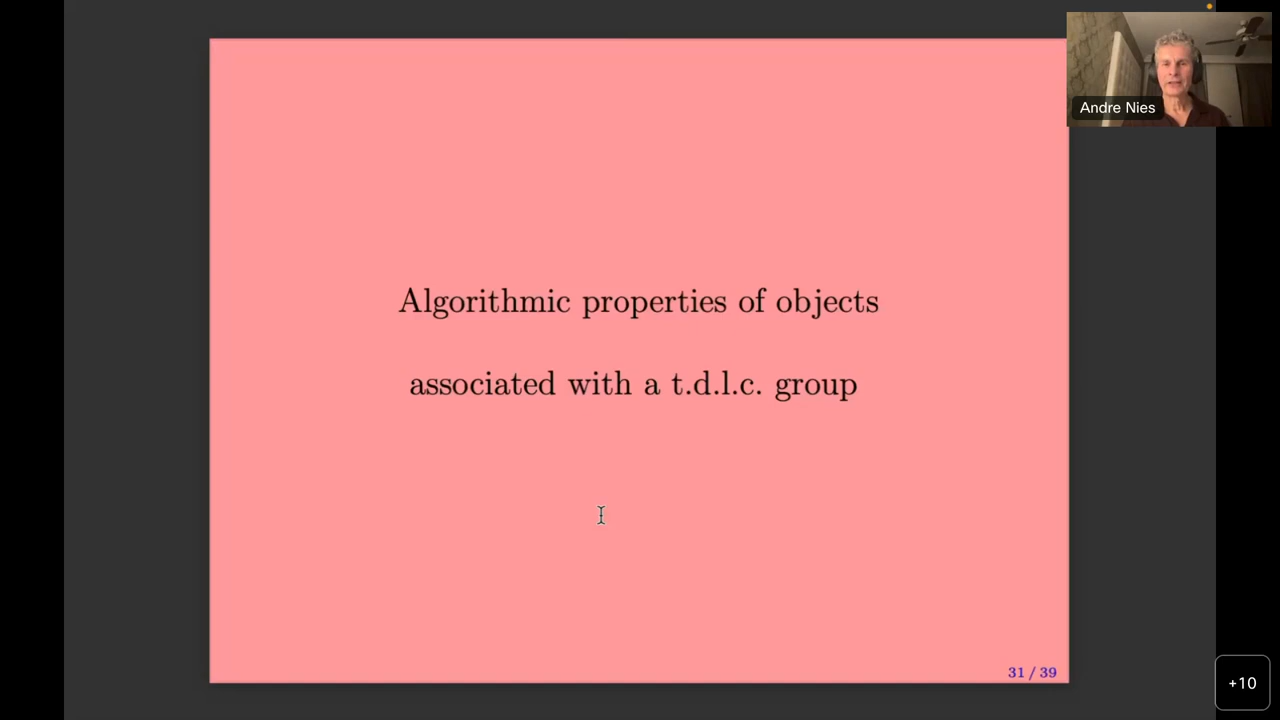 Andre Nies
Algorithmic properties of objects
associated with a t.d.l.c. group
31 / 39
+10